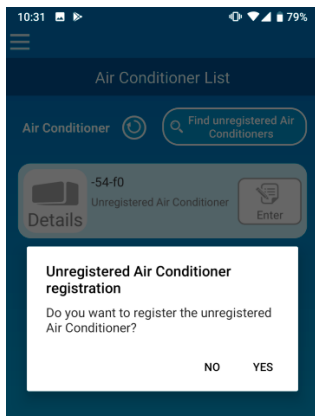 10:31 79%
Air Conditioner List
Air Conditioner
Find unregistered Air
Conditioners
-54-f0
Unregistered Air Conditioner
Details
Enter
Unregistered Air Conditioner
registration
Do you want to register the unregistered
Air Conditioner?
NO YES